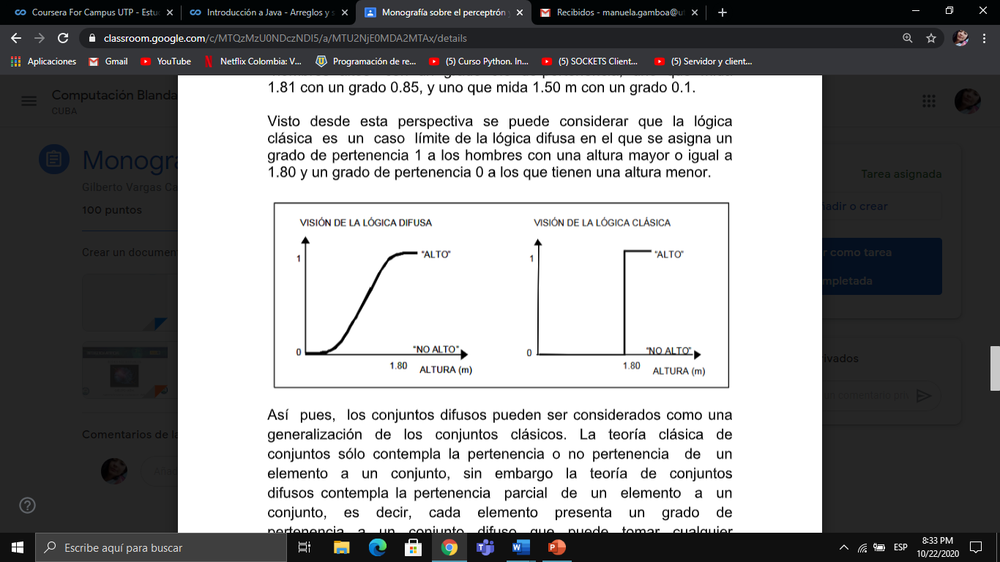 Coursera For Campus UTP - Estu
Introducción a Java - Arreglos y s
Monografía sobre el perceptrón y
Recibidos - manuela.gamboa@ut
classroom.google.com/c/MTQzMzU0NDczNDI5/a/MTU2NjE0MDA2MTAx/details
Aplicaciones
Gmail
YouTube
Netflix Colombia: V...
Programación de re...
(5) Curso Python. In...
(5) SOCKETS Client...
(5) Servidor y client...
Computación Blanda
CUBA
Monogra
Gilberto Vargas Ca
100 puntos
Crear un documen
Comentarios de la
Añad
Tarea asignada
adir o crear
r como tarea
mpletada
rivados
un comentario pri
1.81 con un grado 0.85, y uno que mida 1.50 m con un grado 0.1.
Visto desde esta perspectiva se puede considerar que la lógica
clásica es un caso límite de la lógica difusa en el que se asigna un
grado de pertenencia 1 a los hombres con una altura mayor o igual a
1.80 y un grado de pertenencia 0 a los que tienen una altura menor.
VISIÓN DE LA LÓGICA DIFUSA
1
"ALTO"
0
"NO ALTO"
1.80
ALTURA (m)
VISIÓN DE LA LÓGICA CLÁSICA
1
"ALTO"
0
"NO ALTO"
1.80
ALTURA (m)
Así pues, los conjuntos difusos pueden ser considerados como una
generalización de los conjuntos clásicos. La teoría clásica de
conjuntos sólo contempla la pertenencia o no pertenencia de un
elemento a un conjunto, sin embargo la teoría de conjuntos
difusos contempla la pertenencia parcial de un elemento a un
conjunto, es decir, cada elemento presenta un grado de
pertenencia a un conjunto difuso que puede tomar cualquier
Escribe aquí para buscar
ESP
8:33 PM
10/22/2020